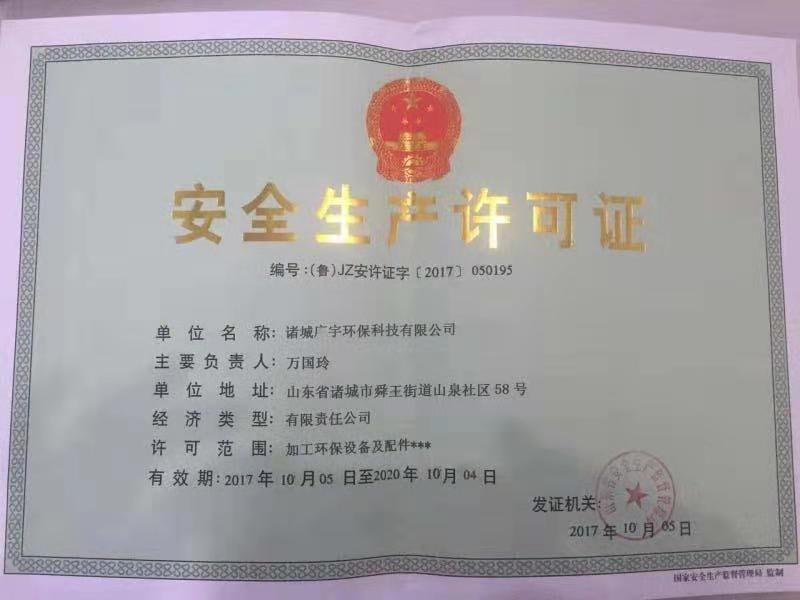 安全生产许可证
编号:(鲁)JZ安许证字〔2017〕050195
单位名称:诸城广宇环保科技有限公司
主要负责人:万国玲
单位地址:山东省诸城市舜王街道山泉社区58号
经济类型:有限责任公司
许可范围:加工环保设备及配件***
有效期:2017年10月05日至2020年10月04日
发证机关:
2017年10月05日
国家安全生产监督管理局 监制